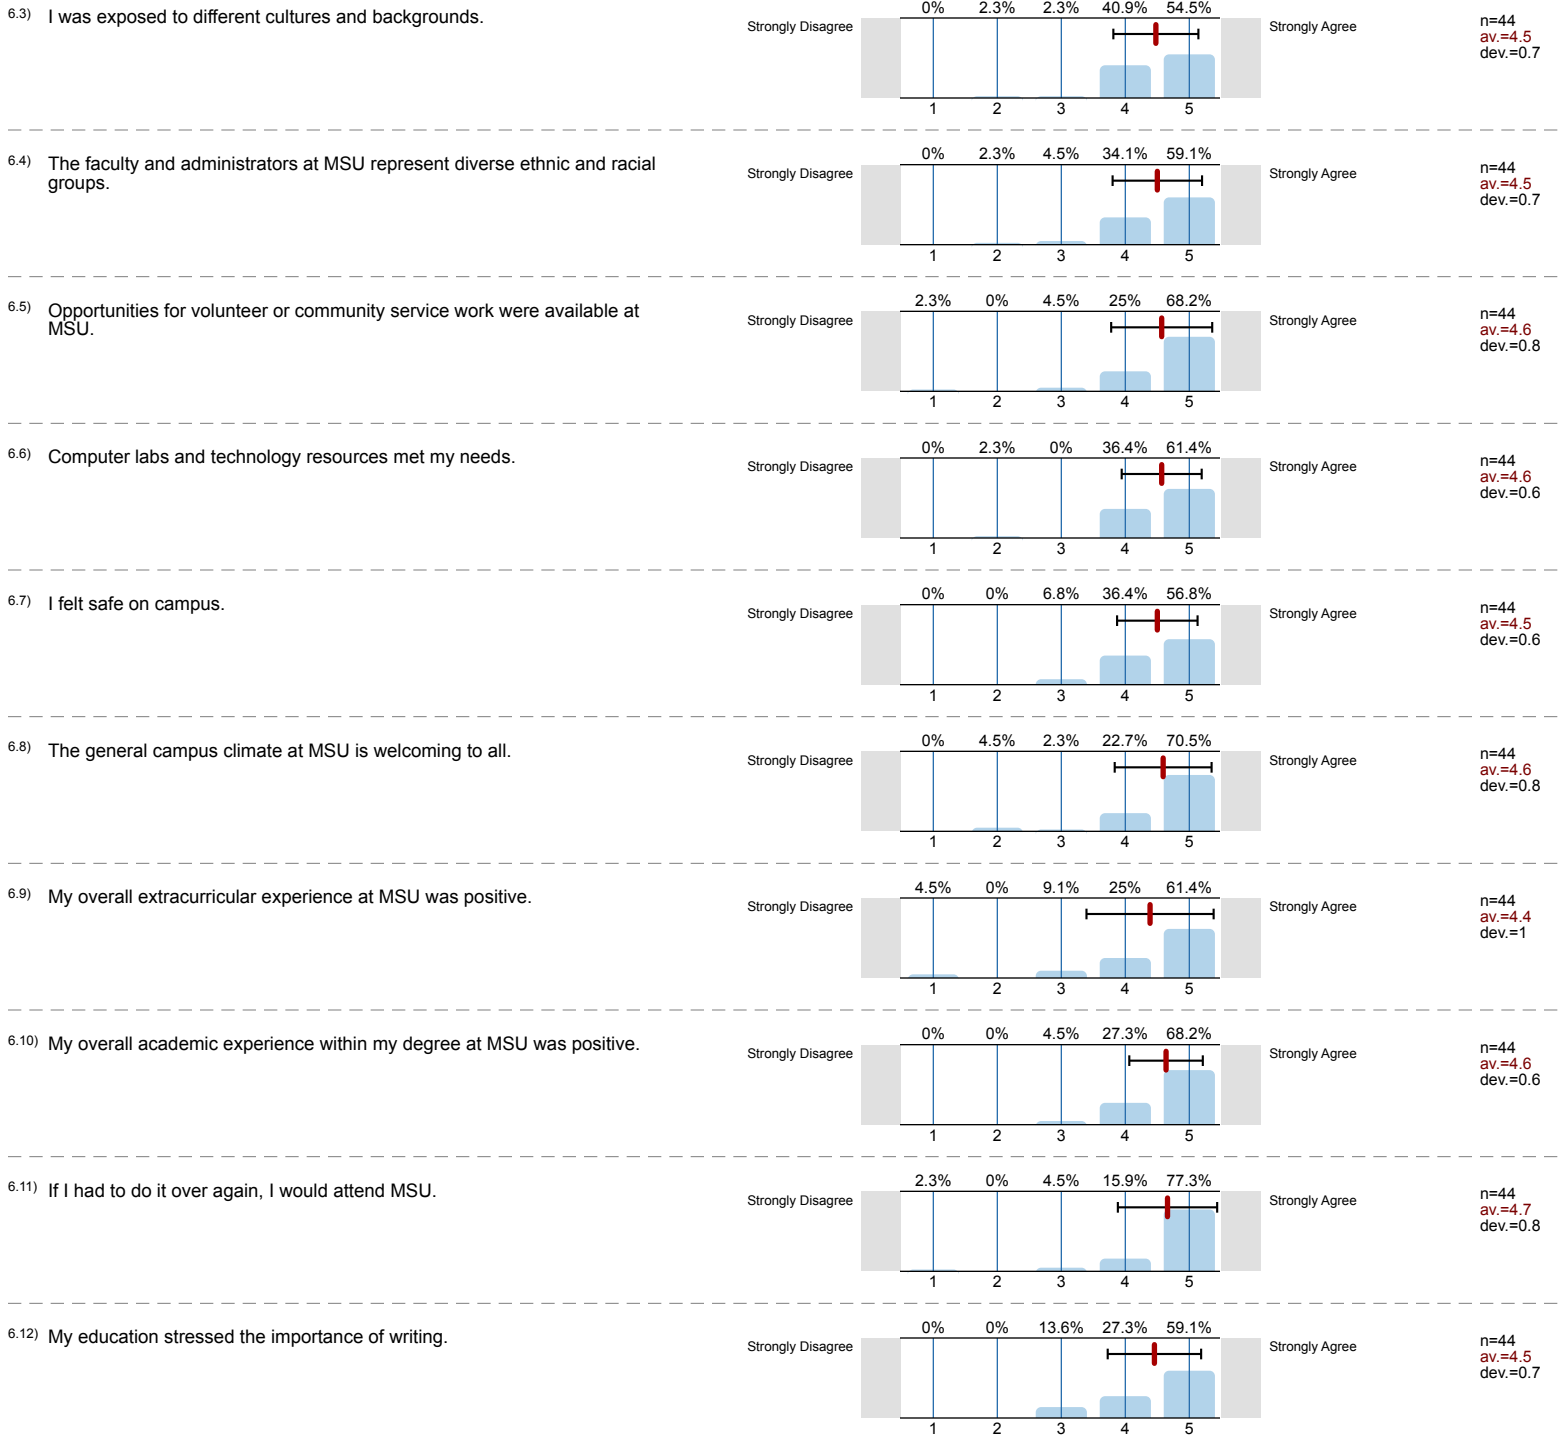 6.3) I was exposed to different cultures and backgrounds.
0% 2.3% 2.3% 40.9% 54.5%
Strongly Disagree Strongly Agree
n=44
av.=4.5
dev.=0.7
1 2 3 4 5
6.4) The faculty and administrators at MSU represent diverse ethnic and racial
groups.
0% 2.3% 4.5% 34.1% 59.1%
Strongly Disagree Strongly Agree
n=44
av.=4.5
dev.=0.7
1 2 3 4 5
6.5) Opportunities for volunteer or community service work were available at
MSU.
2.3% 0% 4.5% 25% 68.2%
Strongly Disagree Strongly Agree
n=44
av.=4.6
dev.=0.8
1 2 3 4 5
6.6) Computer labs and technology resources met my needs.
0% 2.3% 0% 36.4% 61.4%
Strongly Disagree Strongly Agree
n=44
av.=4.6
dev.=0.6
1 2 3 4 5
6.7) I felt safe on campus.
0% 0% 6.8% 36.4% 56.8%
Strongly Disagree Strongly Agree
n=44
av.=4.5
dev.=0.6
1 2 3 4 5
6.8) The general campus climate at MSU is welcoming to all.
0% 4.5% 2.3% 22.7% 70.5%
Strongly Disagree Strongly Agree
n=44
av.=4.6
dev.=0.8
1 2 3 4 5
6.9) My overall extracurricular experience at MSU was positive.
4.5% 0% 9.1% 25% 61.4%
Strongly Disagree Strongly Agree
n=44
av.=4.4
dev.=1
1 2 3 4 5
6.10) My overall academic experience within my degree at MSU was positive.
0% 0% 4.5% 27.3% 68.2%
Strongly Disagree Strongly Agree
n=44
av.=4.6
dev.=0.6
1 2 3 4 5
6.11) If I had to do it over again, I would attend MSU.
2.3% 0% 4.5% 15.9% 77.3%
Strongly Disagree Strongly Agree
n=44
av.=4.7
dev.=0.8
1 2 3 4 5
6.12) My education stressed the importance of writing.
0% 0% 13.6% 27.3% 59.1%
Strongly Disagree Strongly Agree
n=44
av.=4.5
dev.=0.7
1 2 3 4 5